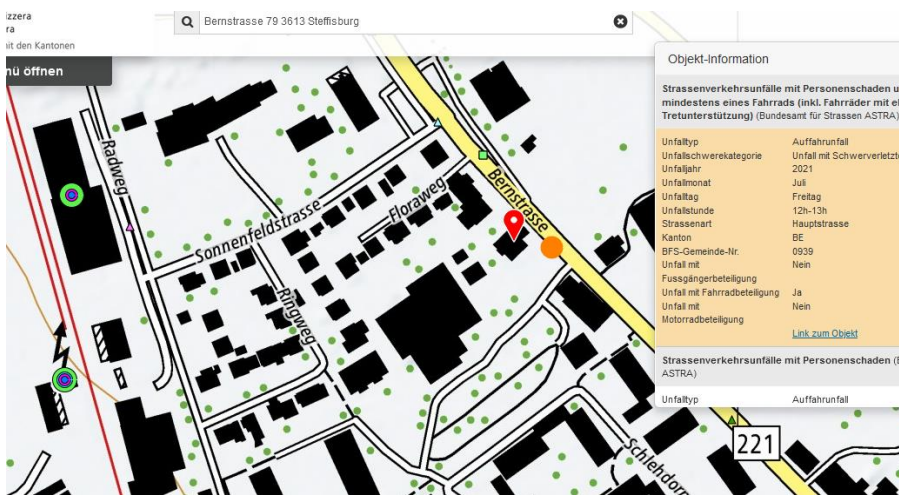 izzera
ra
it den Kantonen
Bernstrasse 79 3613 Steffisburg
nü öffnen
Radweg
Sonnenfeldstrasse
Floraweg
Bernstrasse
Ringweg
Schlehdorn
221
Objekt-Information
Strassenverkehrsunfälle mit Personenschaden u
mindestens eines Fahrrads (inkl. Fahrräder mit el
Tretunterstützung) (Bundesamt für Strassen ASTRA)
Unfalltyp Auffahrunfall
Unfallschwerekategorie Unfall mit Schwerverletzte
Unfalljahr 2021
Unfallmonat Juli
Unfalltag Freitag
Unfallstunde 12h-13h
Strassenart Hauptstrasse
Kanton BE
BFS-Gemeinde-Nr. 0939
Unfall mit Nein
Fussgängerbeteiligung
Unfall mit Fahrradbeteiligung Ja
Unfall mit Nein
Motorradbeteiligung
Link zum Objekt
Strassenverkehrsunfälle mit Personenschaden (B
ASTRA)
Unfalltyp Auffahrunfall